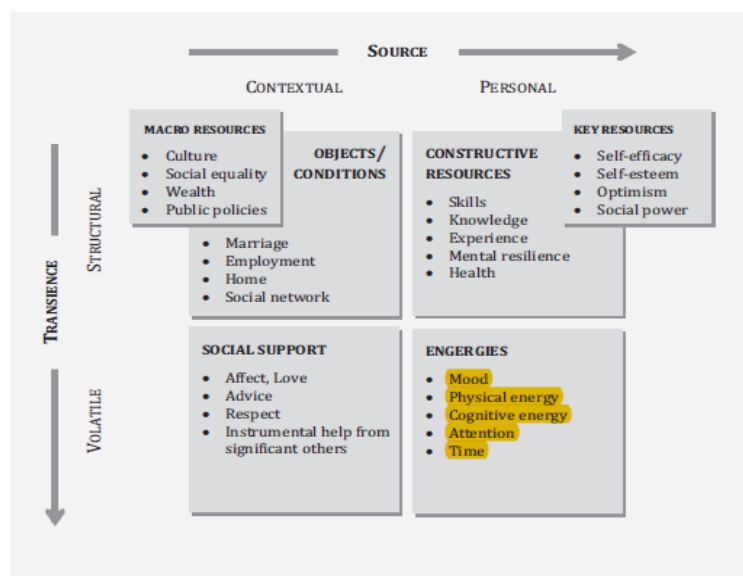 SOURCE
CONTEXTUAL
PERSONAL
TRANSIENCE
STRUCTURAL
VOLATILE
MACRO RESOURCES
• Culture
• Social equality
• Wealth
• Public policies
OBJECTS/
CONDITIONS
• Marriage
• Employment
• Home
• Social network
CONSTRUCTIVE
RESOURCES
• Skills
• Knowledge
• Experience
• Mental resilience
• Health
KEY RESOURCES
• Self-efficacy
• Self-esteem
• Optimism
• Social power
SOCIAL SUPPORT
• Affect, Love
• Advice
• Respect
• Instrumental help from
significant others
ENGERGIES
• Mood
• Physical energy
• Cognitive energy
• Attention
• Time